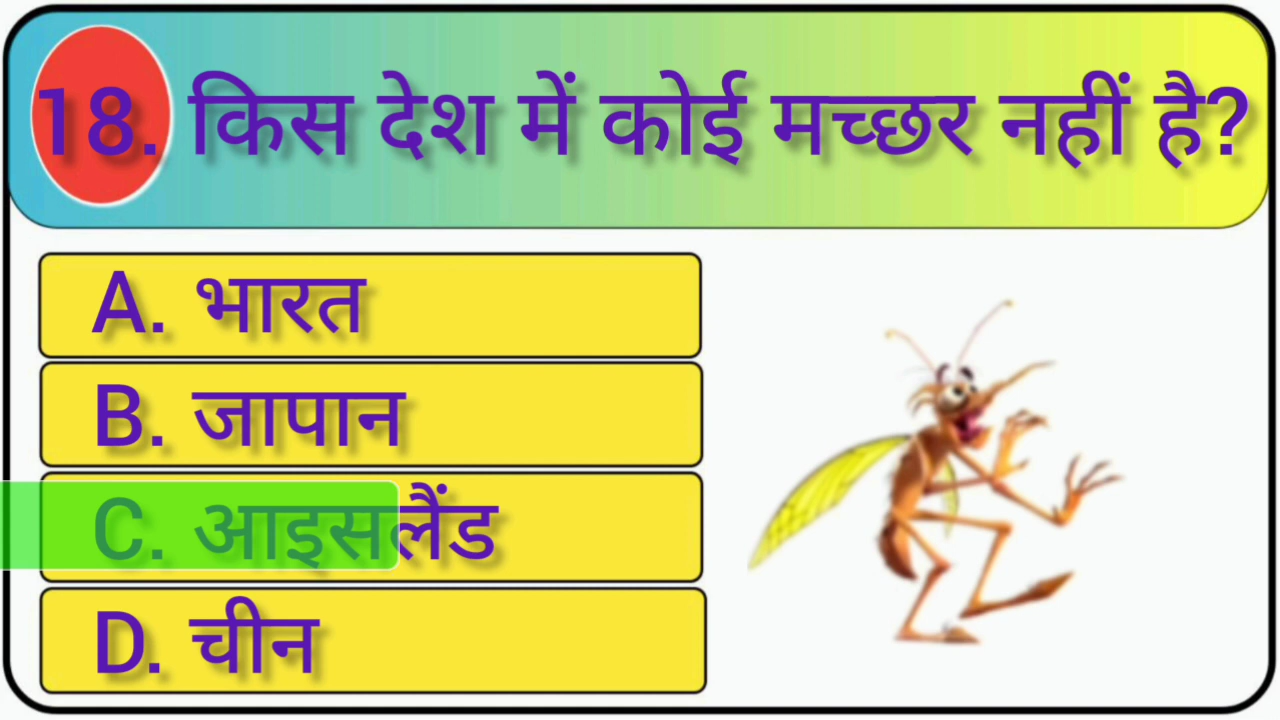 18. किस देश में कोई मच्छर नहीं है?
A. भारत
B. जापान
C. आइसलैंड
D. चीन